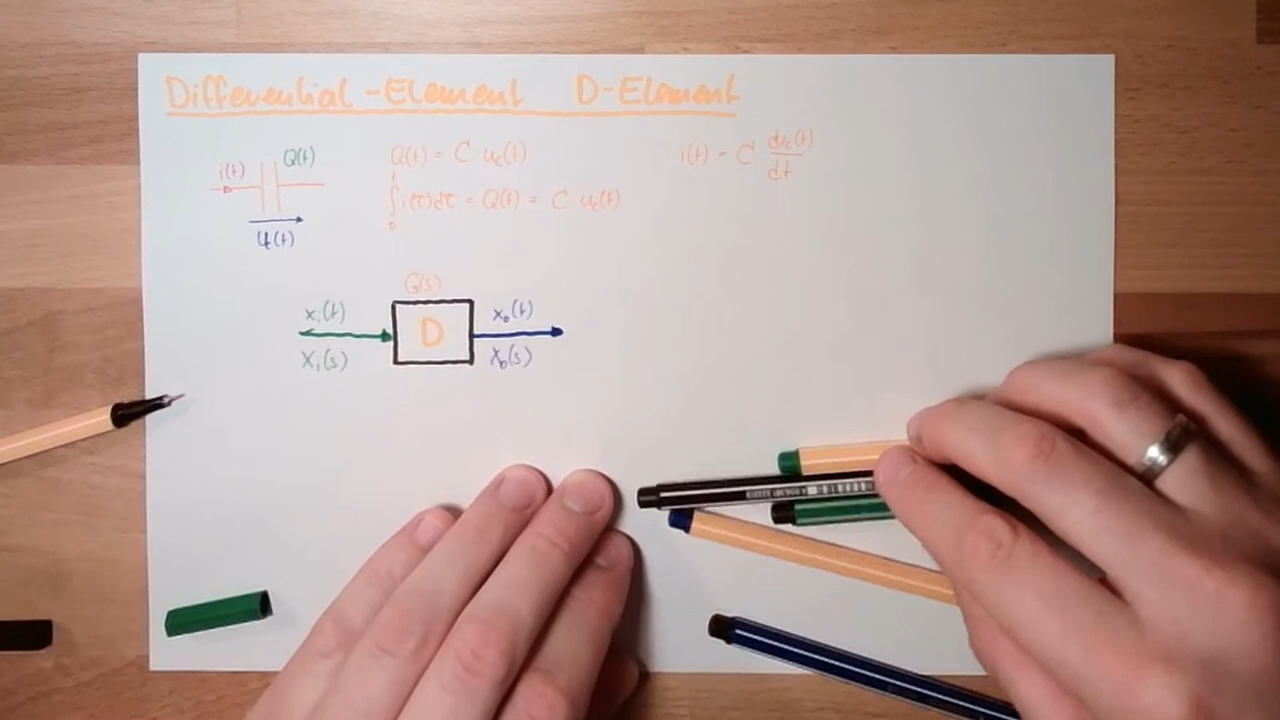 Differential-Element D-Element
i(t) Q(t)
u_c(t)
Q(t) = C u_c(t)
∫₀ᵗ i(τ)dτ = Q(t) = C u_c(t)
i(t) = C du_c(t)/dt
G(s)
x_i(t) D x_o(t)
X_i(s) X_o(s)